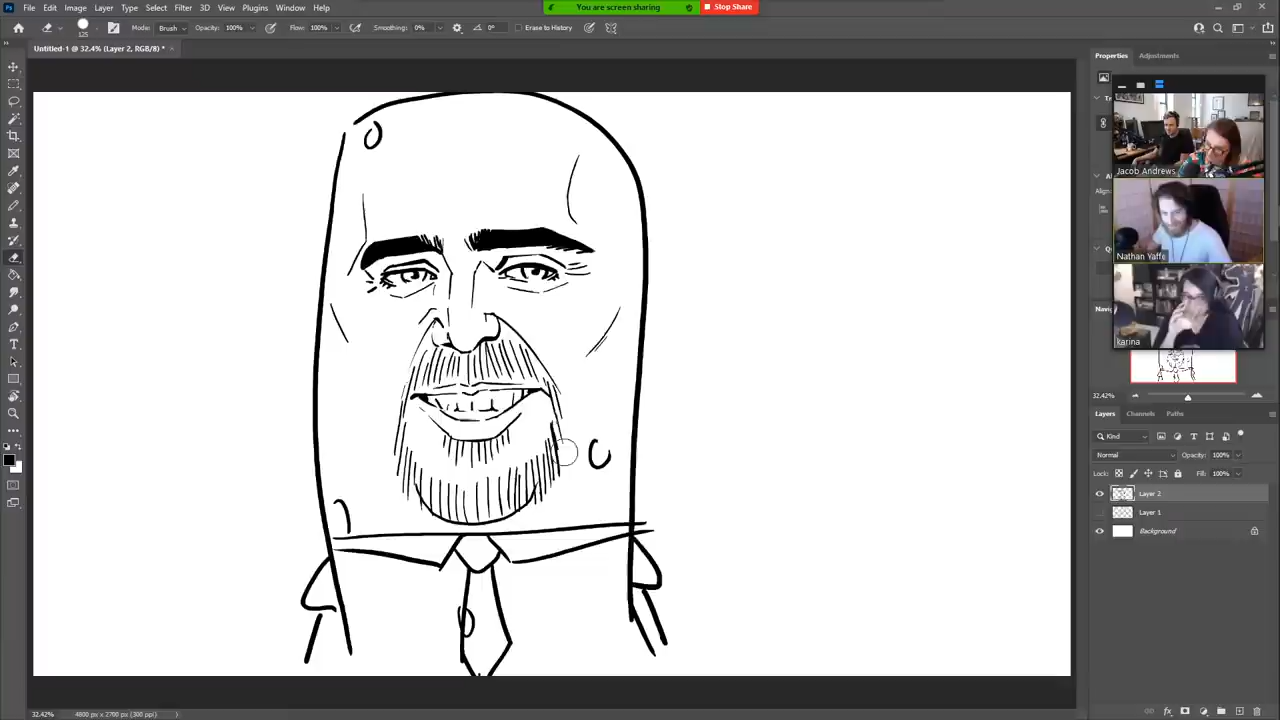 You are screen sharing
Stop Share
File Edit Image Layer Type Select Filter 3D View Plugins Window Help
125 Mode: Brush Opacity: 100% Flow: 100% Smoothing: 0% 0° Erase to History
Untitled-1 @ 32.4% (Layer 2, RGB/8) *
Properties Adjustments
Jacob Andrews
Nathan Yaffe
karina
32.42%
Layers Channels Paths
Kind
Normal Opacity: 100%
Lock: Fill: 100%
Layer 2
Layer 1
Background
32.42% 4800 px x 2700 px (300 ppi)